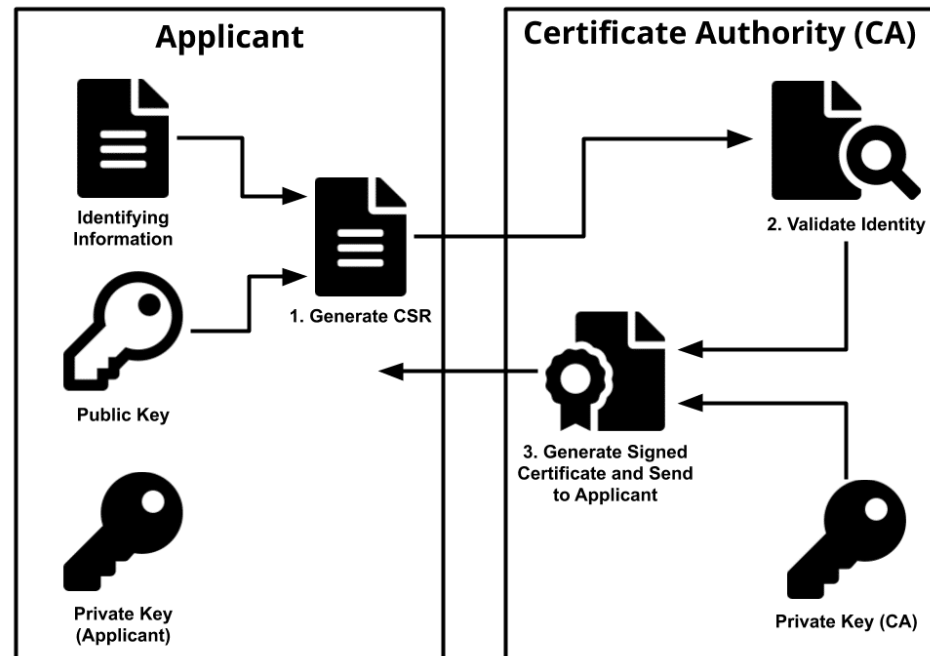 Applicant
Identifying
Information
1. Generate CSR
Public Key
Private Key
(Applicant)
Certificate Authority (CA)
2. Validate Identity
3. Generate Signed
Certificate and Send
to Applicant
Private Key (CA)